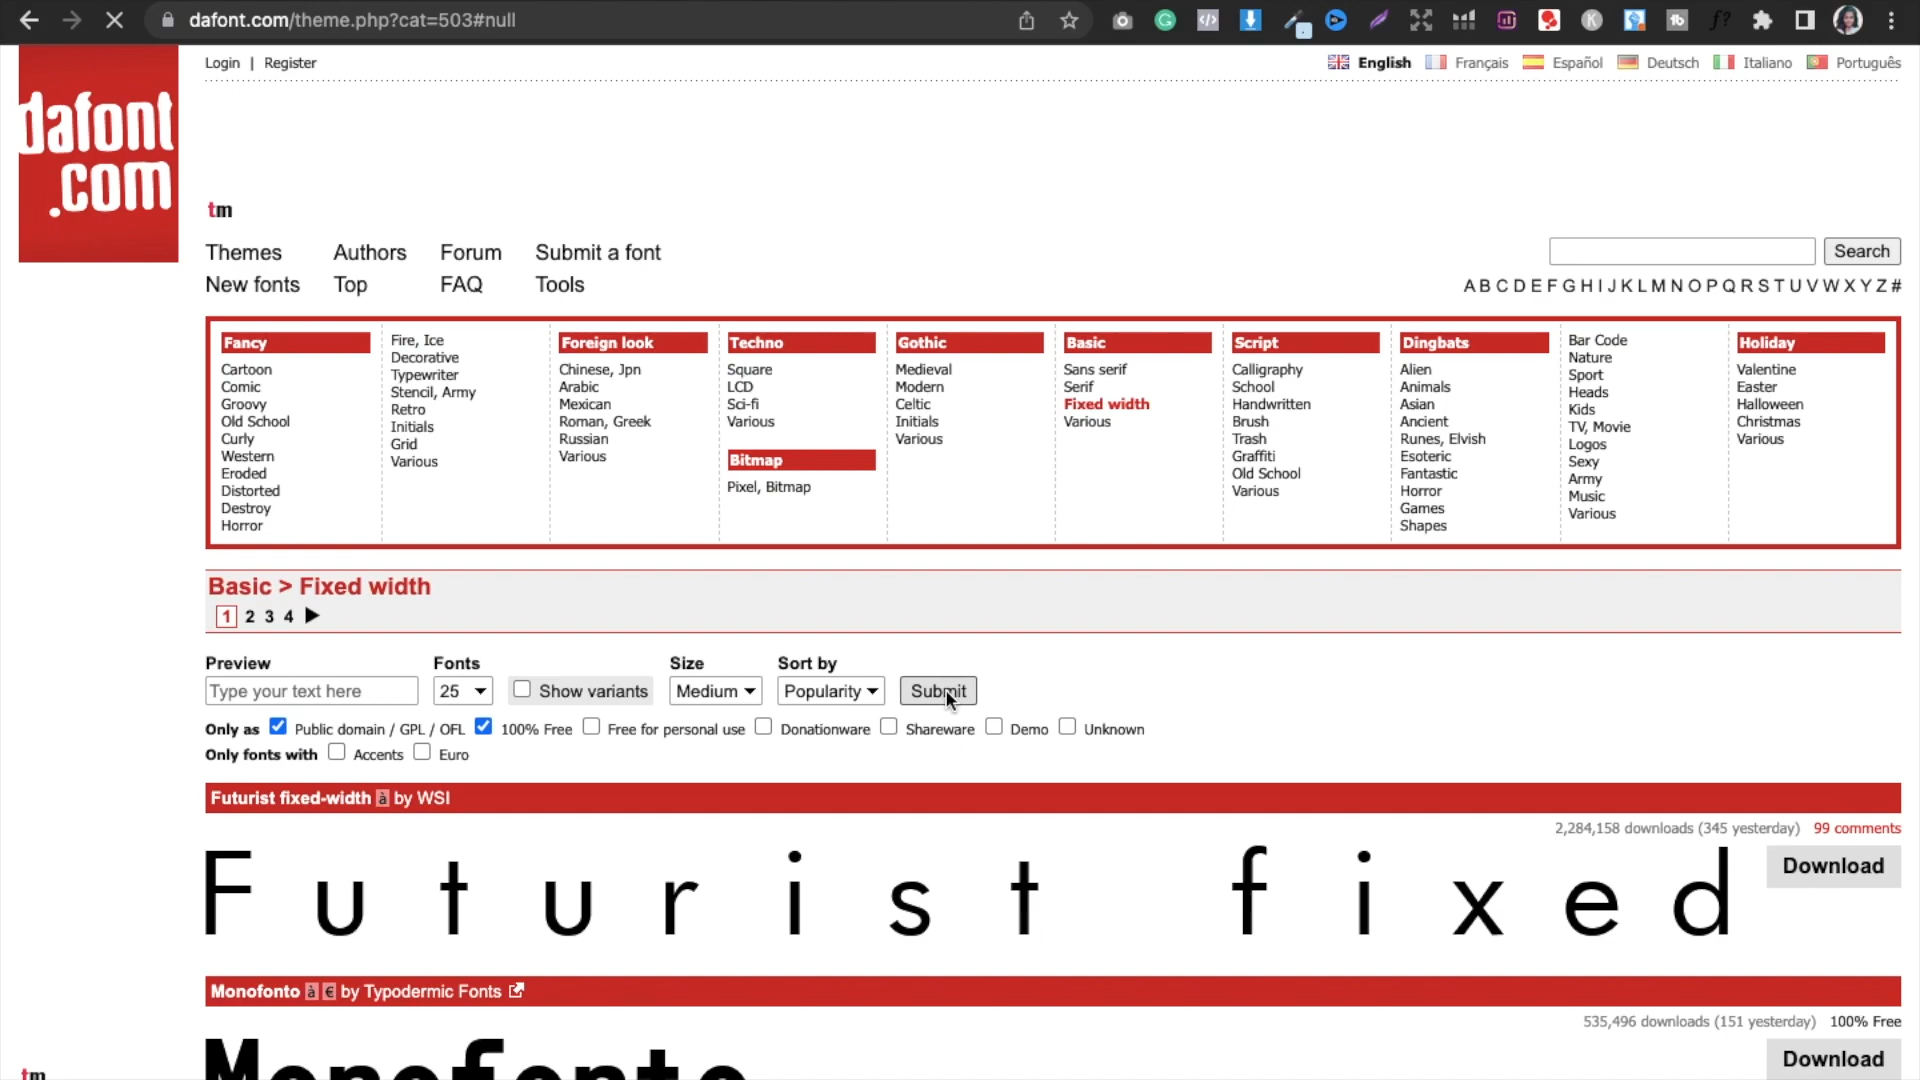 dafont.com/theme.php?cat=503#null
Login | Register
English Français Español Deutsch Italiano Português
dafont
.com
tm
Themes Authors Forum Submit a font
Search
New fonts Top FAQ Tools
A B C D E F G H I J K L M N O P Q R S T U V W X Y Z #
Fancy
Cartoon
Comic
Groovy
Old School
Curly
Western
Eroded
Distorted
Destroy
Horror
Fire, Ice
Decorative
Typewriter
Stencil, Army
Retro
Initials
Grid
Various
Foreign look
Chinese, Jpn
Arabic
Mexican
Roman, Greek
Russian
Various
Techno
Square
LCD
Sci-fi
Various
Bitmap
Pixel, Bitmap
Gothic
Medieval
Modern
Celtic
Initials
Various
Basic
Sans serif
Serif
Fixed width
Various
Script
Calligraphy
School
Handwritten
Brush
Trash
Graffiti
Old School
Various
Dingbats
Alien
Animals
Asian
Ancient
Runes, Elvish
Esoteric
Fantastic
Horror
Games
Shapes
Bar Code
Nature
Sport
Heads
Kids
TV, Movie
Logos
Sexy
Army
Music
Various
Holiday
Valentine
Easter
Halloween
Christmas
Various
Basic > Fixed width
1 2 3 4
Preview Fonts Size Sort by
Type your text here 25 Show variants Medium Popularity Submit
Only as Public domain / GPL / OFL 100% Free Free for personal use Donationware Shareware Demo Unknown
Only fonts with Accents Euro
Futurist fixed-width à by WSI
2,284,158 downloads (345 yesterday) 99 comments
Futurist fixed
Download
Monofonto à € by Typodermic Fonts
535,496 downloads (151 yesterday) 100% Free
Monofonto
Download
tm